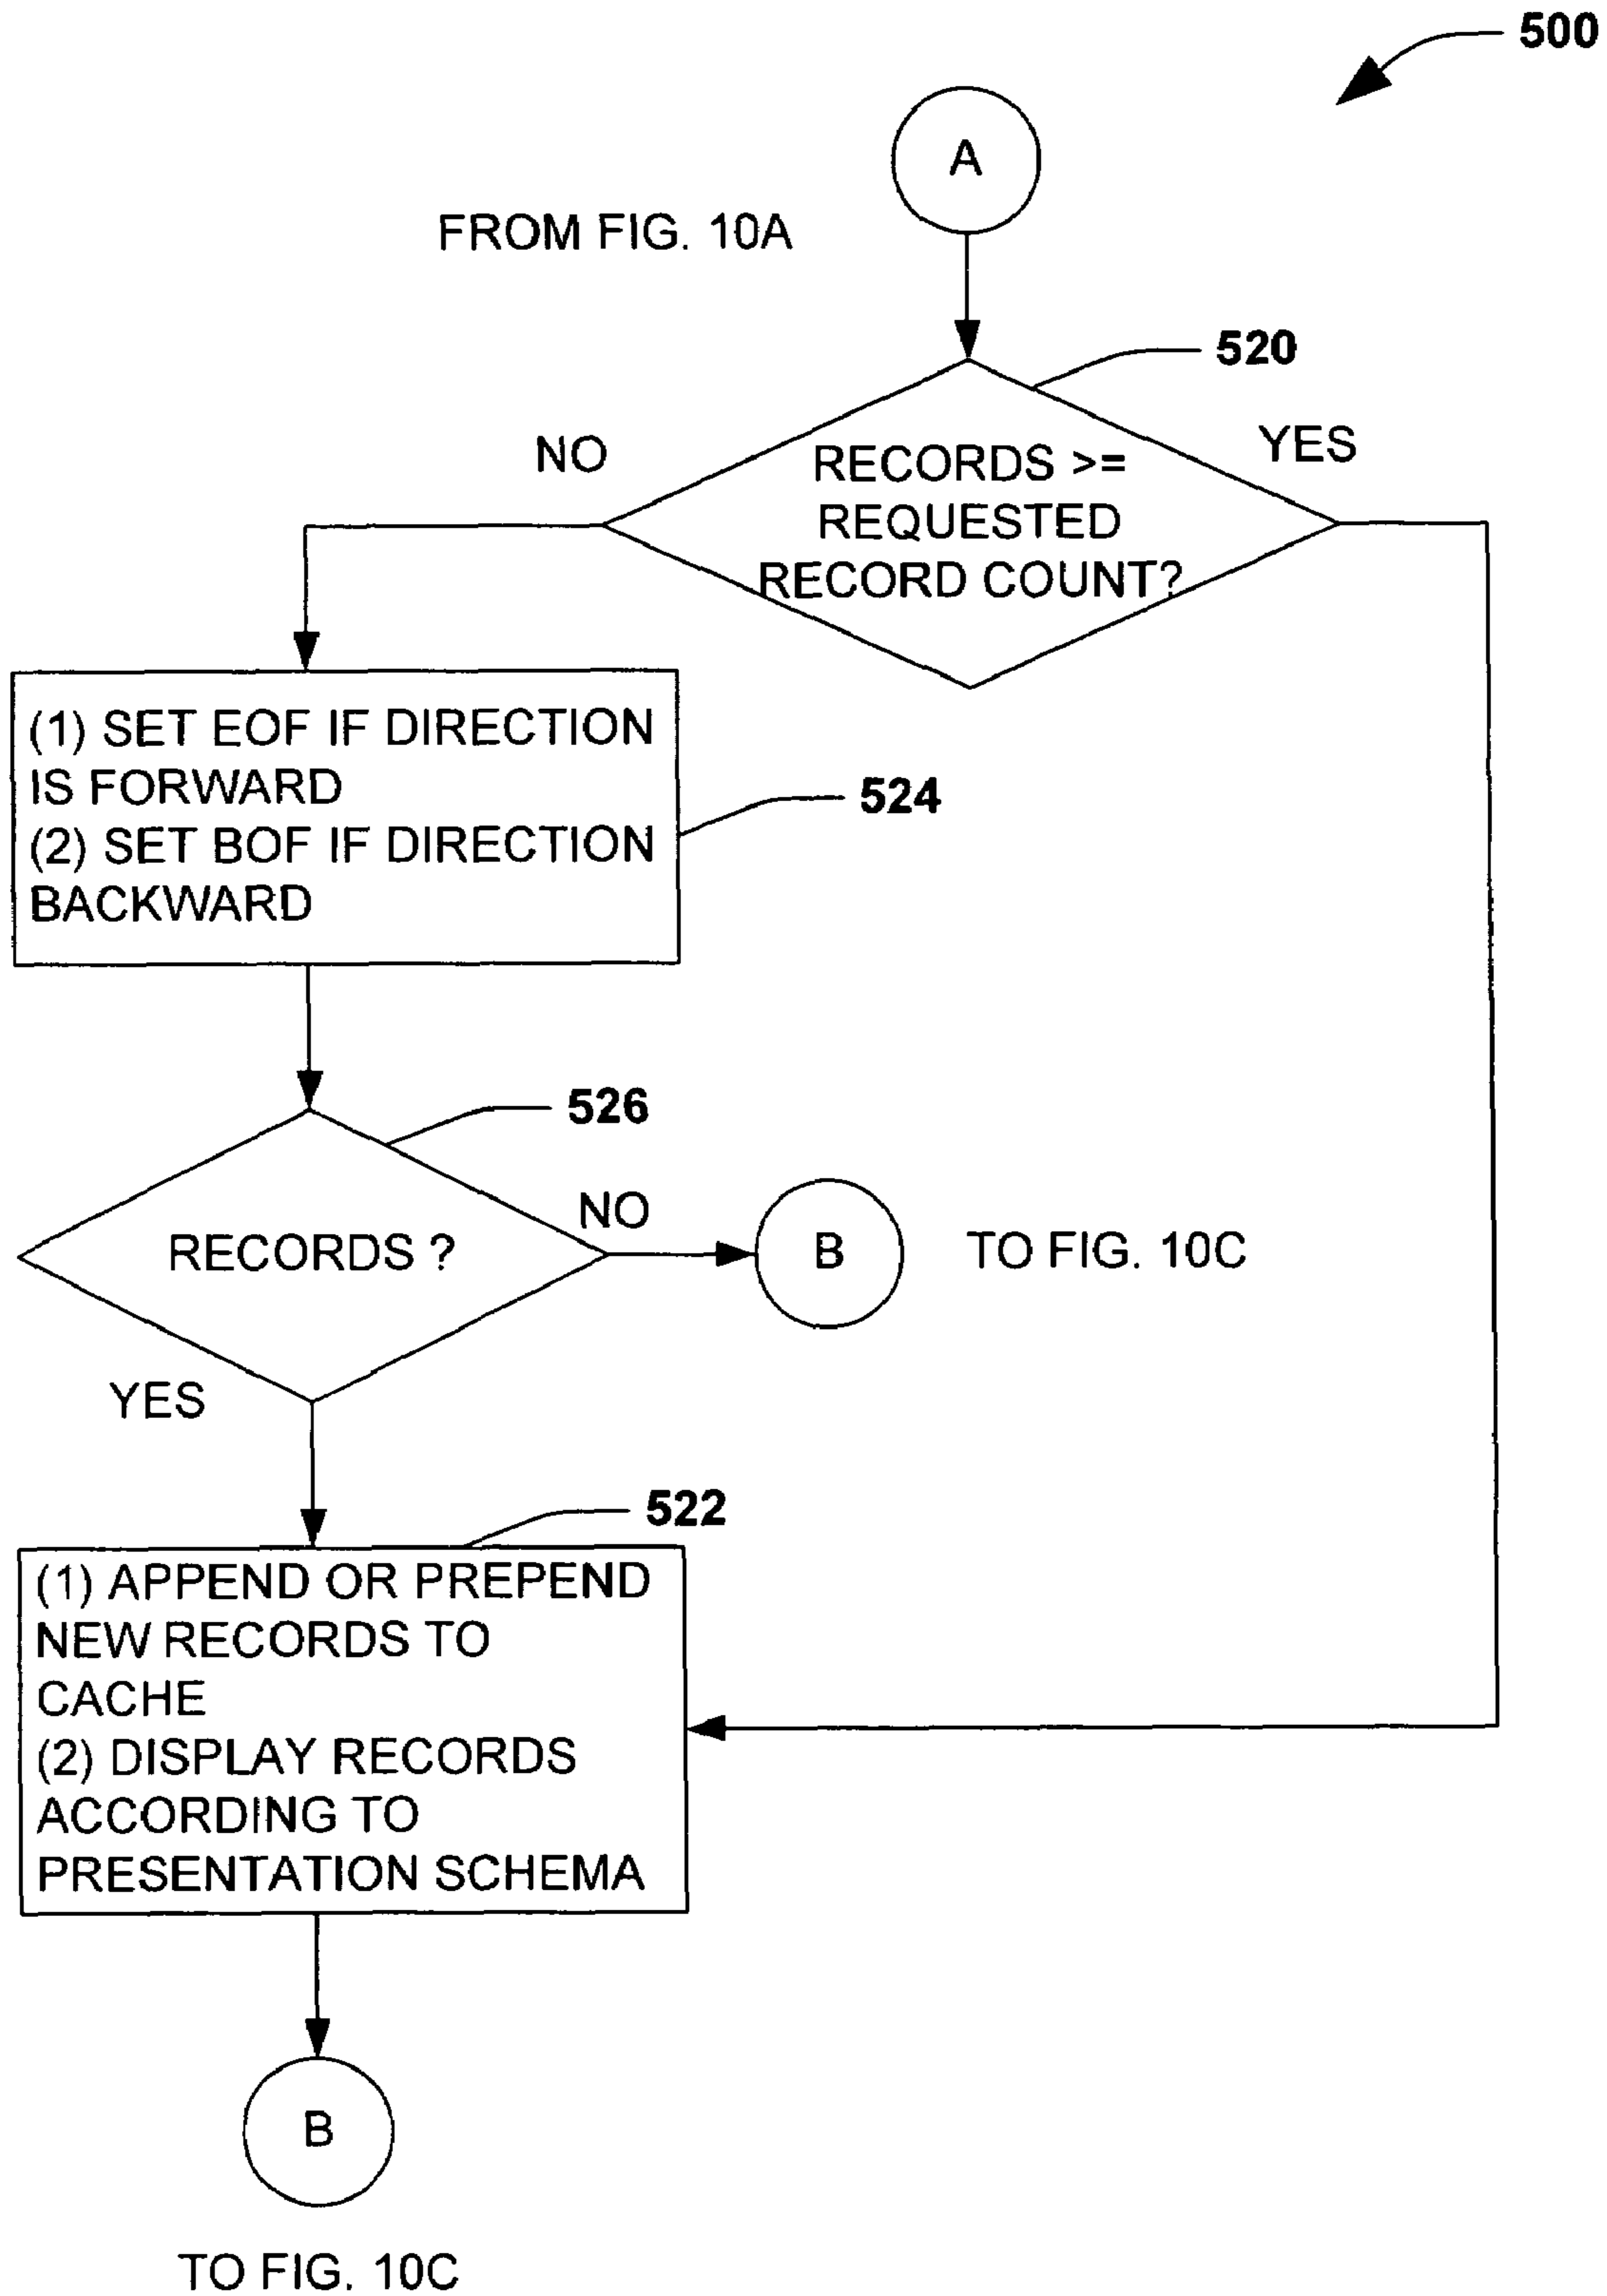 500
A
FROM FIG. 10A
520
NO
YES
RECORDS >=
REQUESTED
RECORD COUNT?
(1) SET EOF IF DIRECTION
IS FORWARD
(2) SET BOF IF DIRECTION
BACKWARD
524
526
RECORDS ?
NO
B
TO FIG. 10C
YES
522
(1) APPEND OR PREPEND
NEW RECORDS TO
CACHE
(2) DISPLAY RECORDS
ACCORDING TO
PRESENTATION SCHEMA
B
TO FIG. 10C